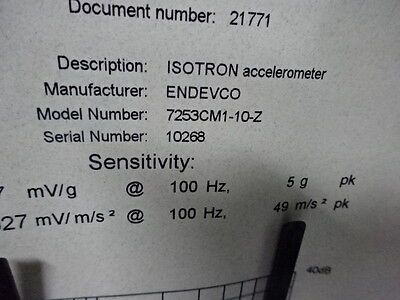 Document number: 21771
Description: ISOTRON accelerometer
Manufacturer: ENDEVCO
Model Number: 7253CM1-10-Z
Serial Number: 10268
Sensitivity:
mV/g @ 100 Hz, 5 g pk
mV/ m/s² @ 100 Hz, 49 m/s² pk
40dB